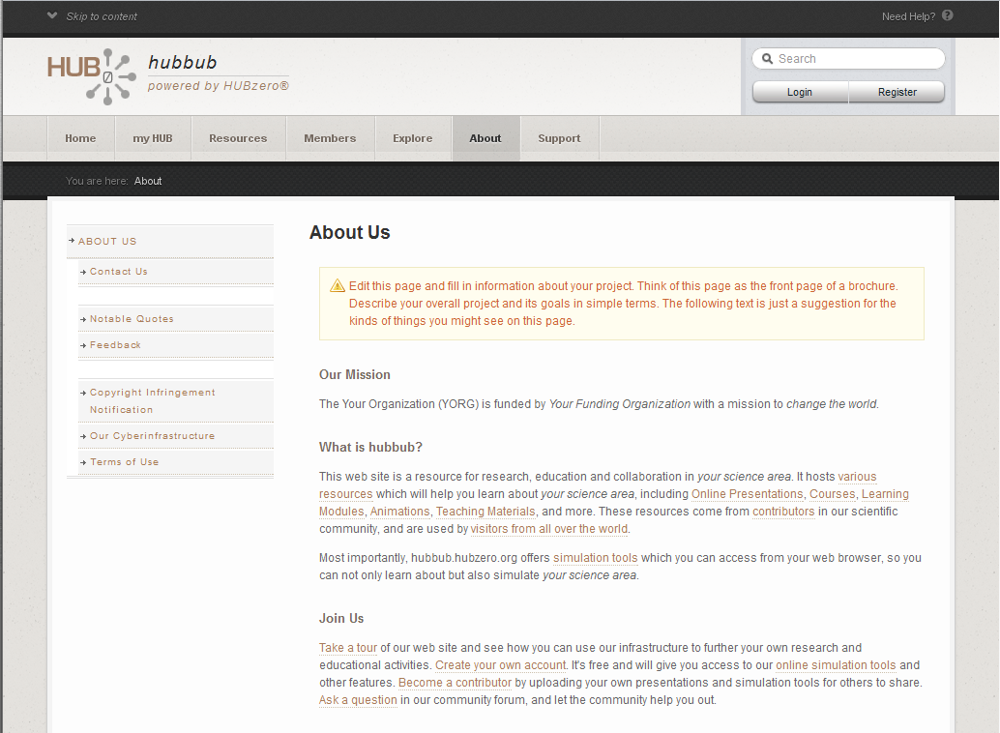 Skip to content
Need Help?
HUB0
hubbub
powered by HUBzero®
Search
Login
Register
Home
my HUB
Resources
Members
Explore
About
Support
You are here: About
ABOUT US
Contact Us
Notable Quotes
Feedback
Copyright Infringement
Notification
Our Cyberinfrastructure
Terms of Use
About Us
Edit this page and fill in information about your project. Think of this page as the front page of a brochure.
Describe your overall project and its goals in simple terms. The following text is just a suggestion for the
kinds of things you might see on this page.
Our Mission
The Your Organization (YORG) is funded by Your Funding Organization with a mission to change the world.
What is hubbub?
This web site is a resource for research, education and collaboration in your science area. It hosts various
resources which will help you learn about your science area, including Online Presentations, Courses, Learning
Modules, Animations, Teaching Materials, and more. These resources come from contributors in our scientific
community, and are used by visitors from all over the world.
Most importantly, hubbub.hubzero.org offers simulation tools which you can access from your web browser, so you
can not only learn about but also simulate your science area.
Join Us
Take a tour of our web site and see how you can use our infrastructure to further your own research and
educational activities. Create your own account. It's free and will give you access to our online simulation tools and
other features. Become a contributor by uploading your own presentations and simulation tools for others to share.
Ask a question in our community forum, and let the community help you out.